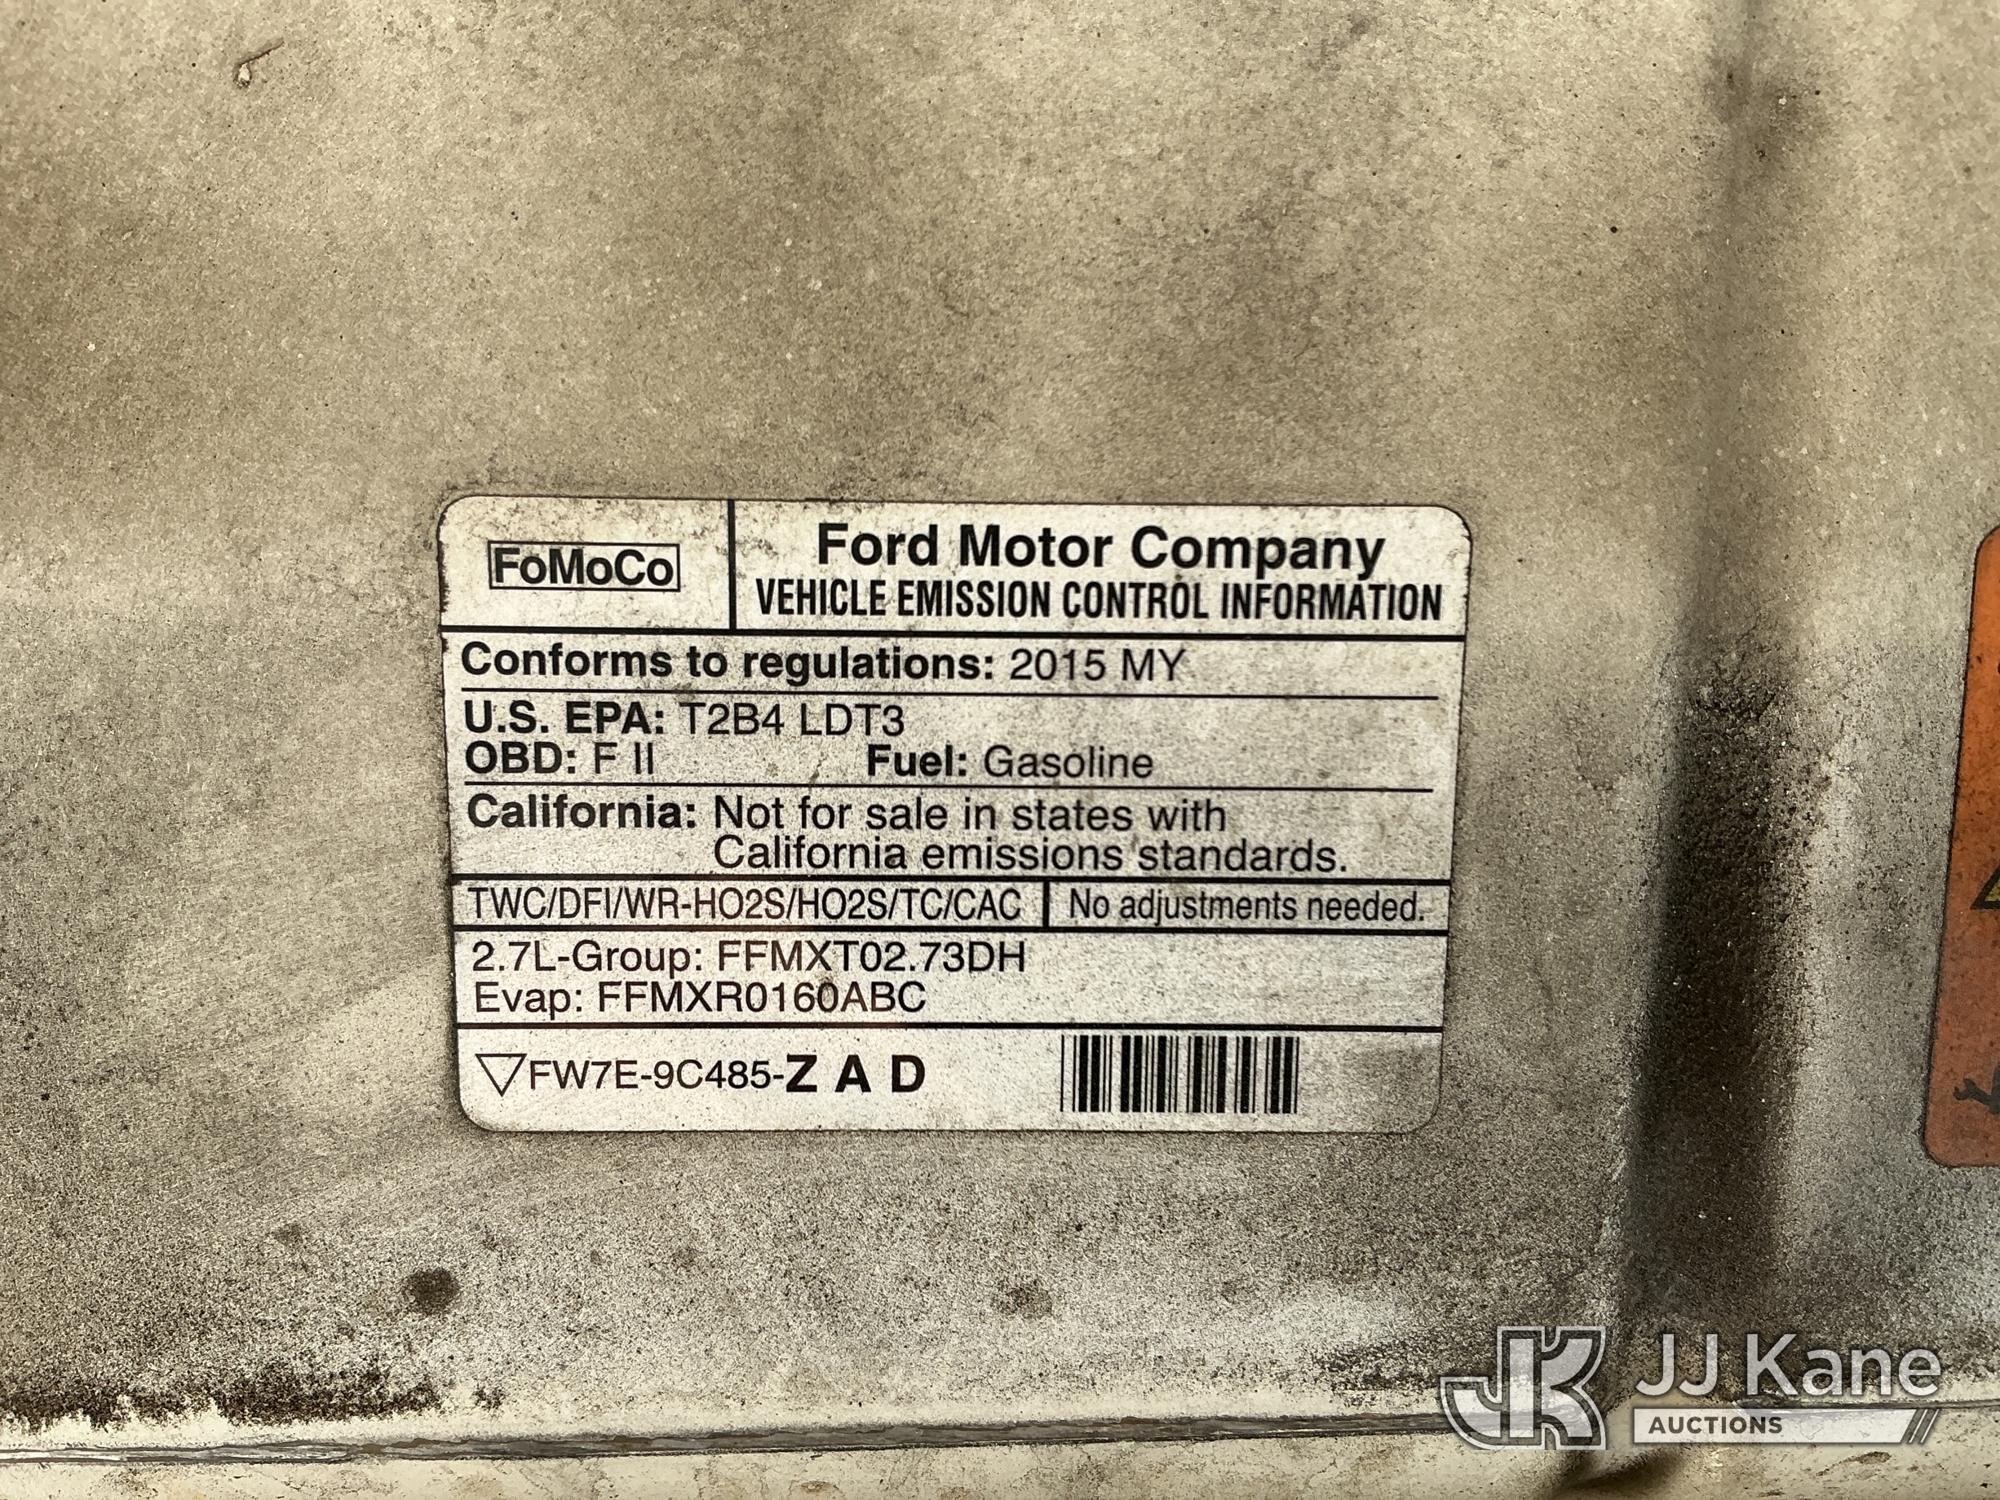 FoMoCo
Ford Motor Company
VEHICLE EMISSION CONTROL INFORMATION
Conforms to regulations: 2015 MY
U.S. EPA: T2B4 LDT3
OBD: F II Fuel: Gasoline
California: Not for sale in states with
California emissions standards.
TWC/DFI/WR-HO2S/HO2S/TC/CAC No adjustments needed.
2.7L-Group: FFMXT02.73DH
Evap: FFMXR0160ABC
FW7E-9C485-Z A D
JK JJ Kane
AUCTIONS